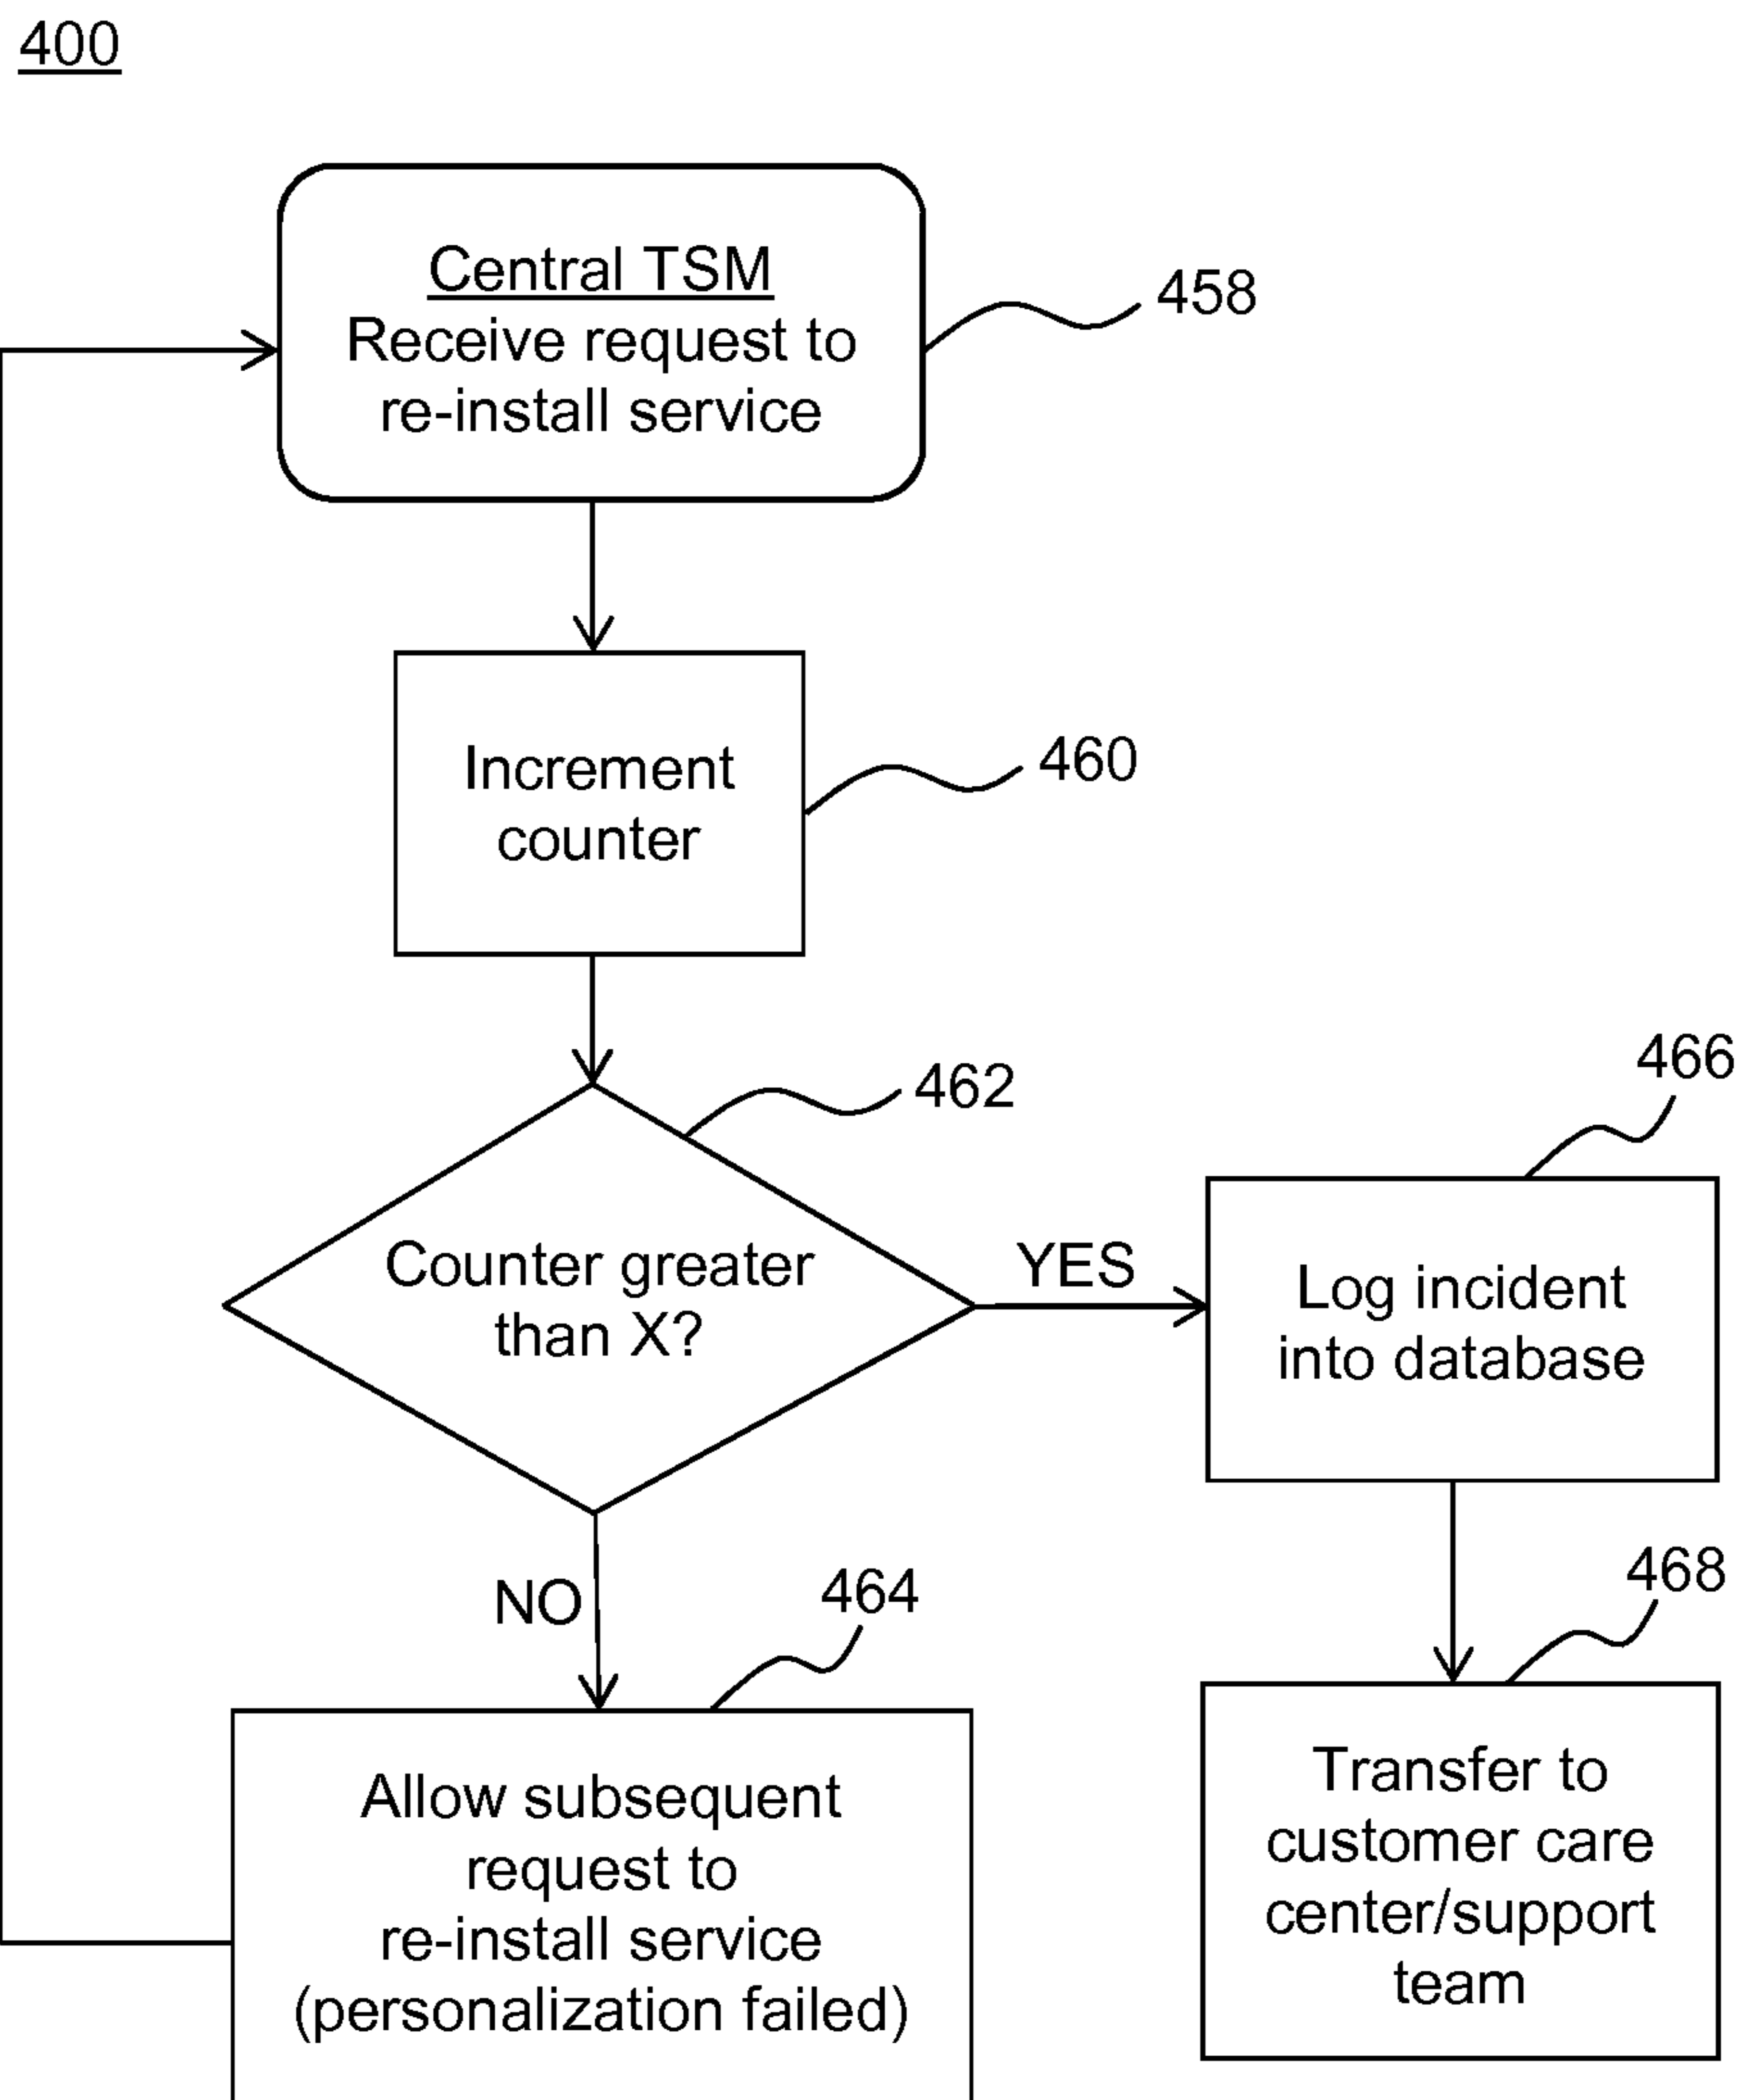 400
Central TSM
Receive request to
re-install service
458
Increment
counter
460
462
Counter greater
than X?
YES
466
Log incident
into database
NO
464
Allow subsequent
request to
re-install service
(personalization failed)
468
Transfer to
customer care
center/support
team